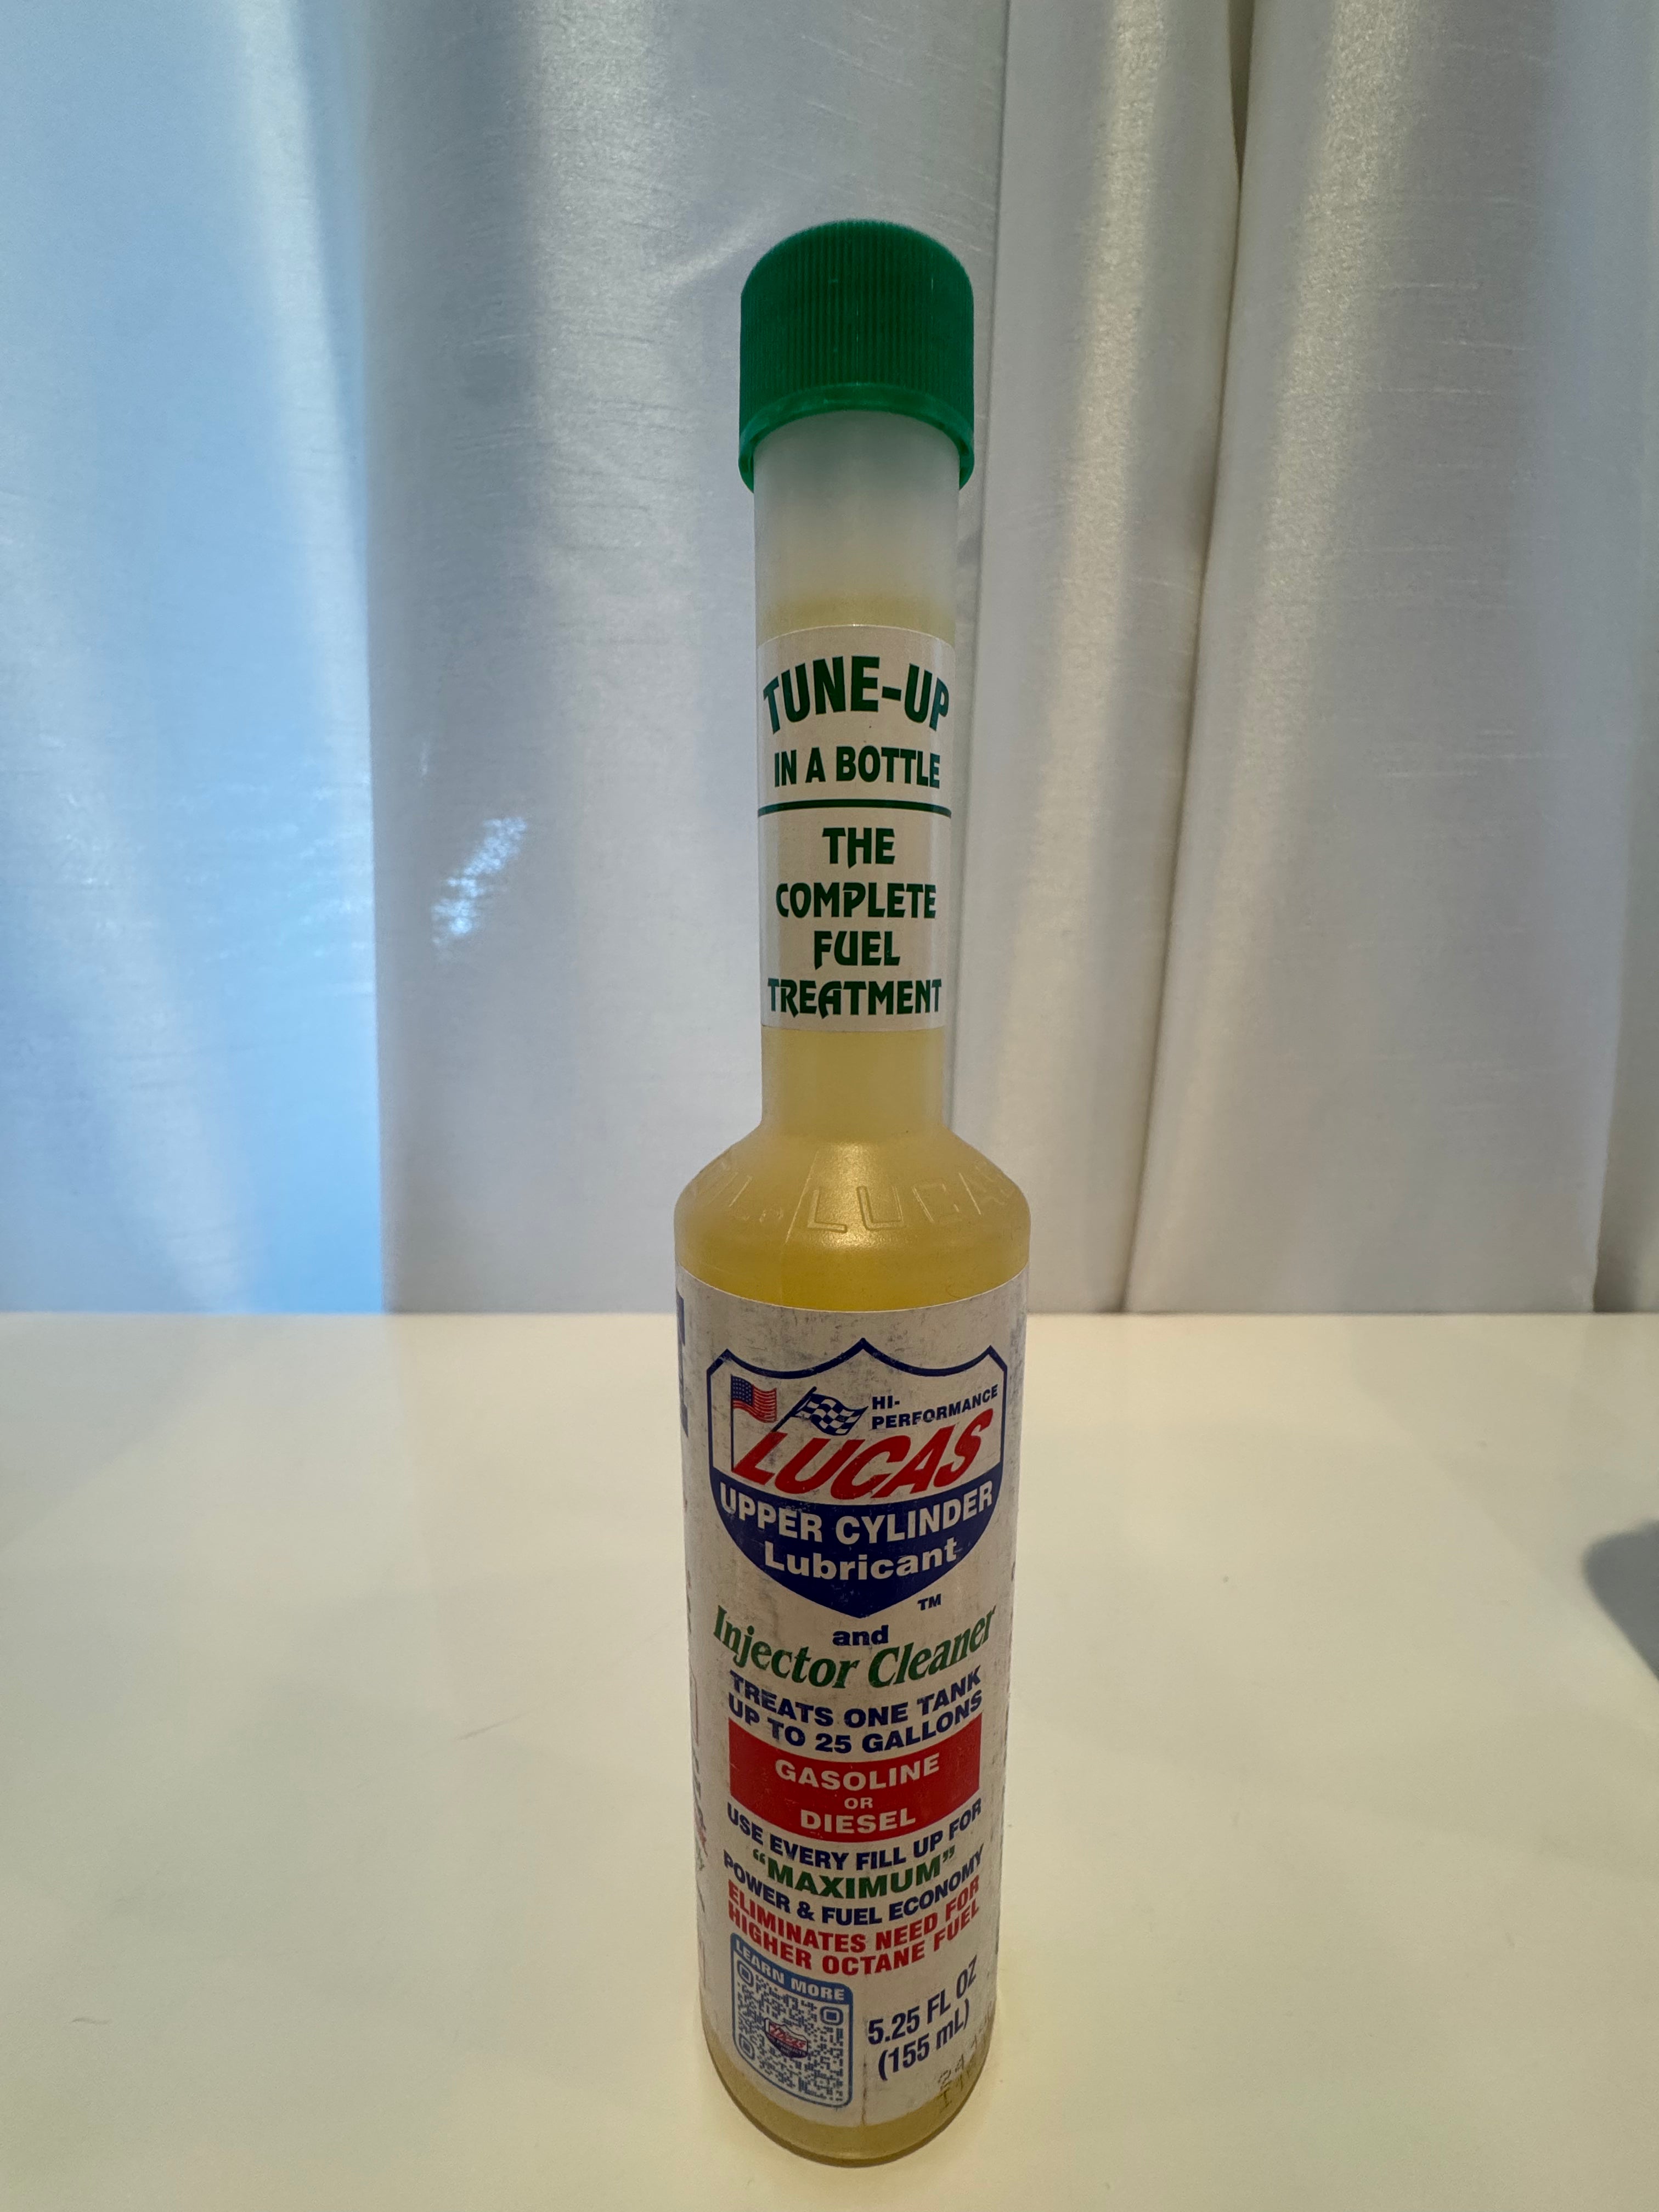 TUNE-UP
IN A BOTTLE
THE
COMPLETE
FUEL
TREATMENT
LUCAS
HI-
PERFORMANCE
LUCAS
UPPER CYLINDER
Lubricant
TM
and
Injector Cleaner
TREATS ONE TANK
UP TO 25 GALLONS
GASOLINE
OR
DIESEL
USE EVERY FILL UP FOR
“MAXIMUM”
POWER & FUEL ECONOMY
ELIMINATES NEED FOR
HIGHER OCTANE FUEL
LEARN MORE
5.25 FL OZ
(155 mL)